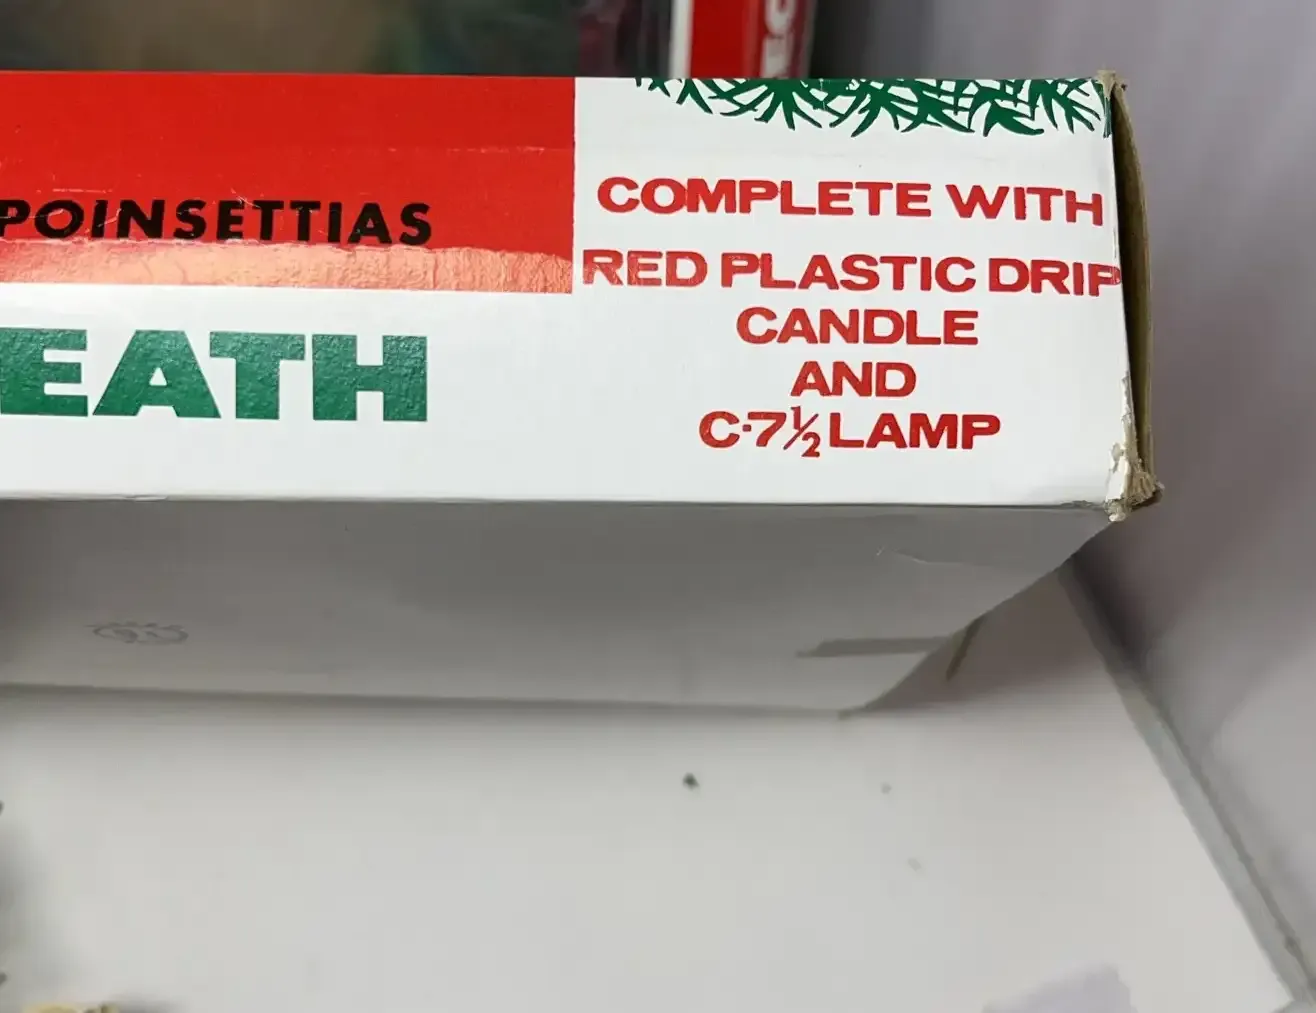 POINSETTIAS
EATH
COMPLETE WITH
RED PLASTIC DRIP
CANDLE
AND
C·7½ LAMP